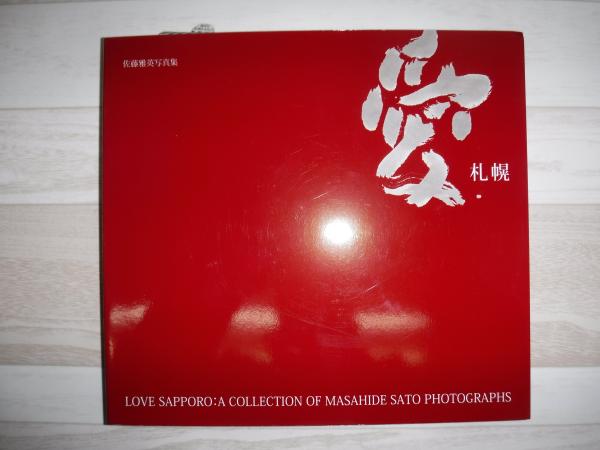 佐藤雅英写真集
愛
札幌
LOVE SAPPORO:A COLLECTION OF MASAHIDE SATO PHOTOGRAPHS